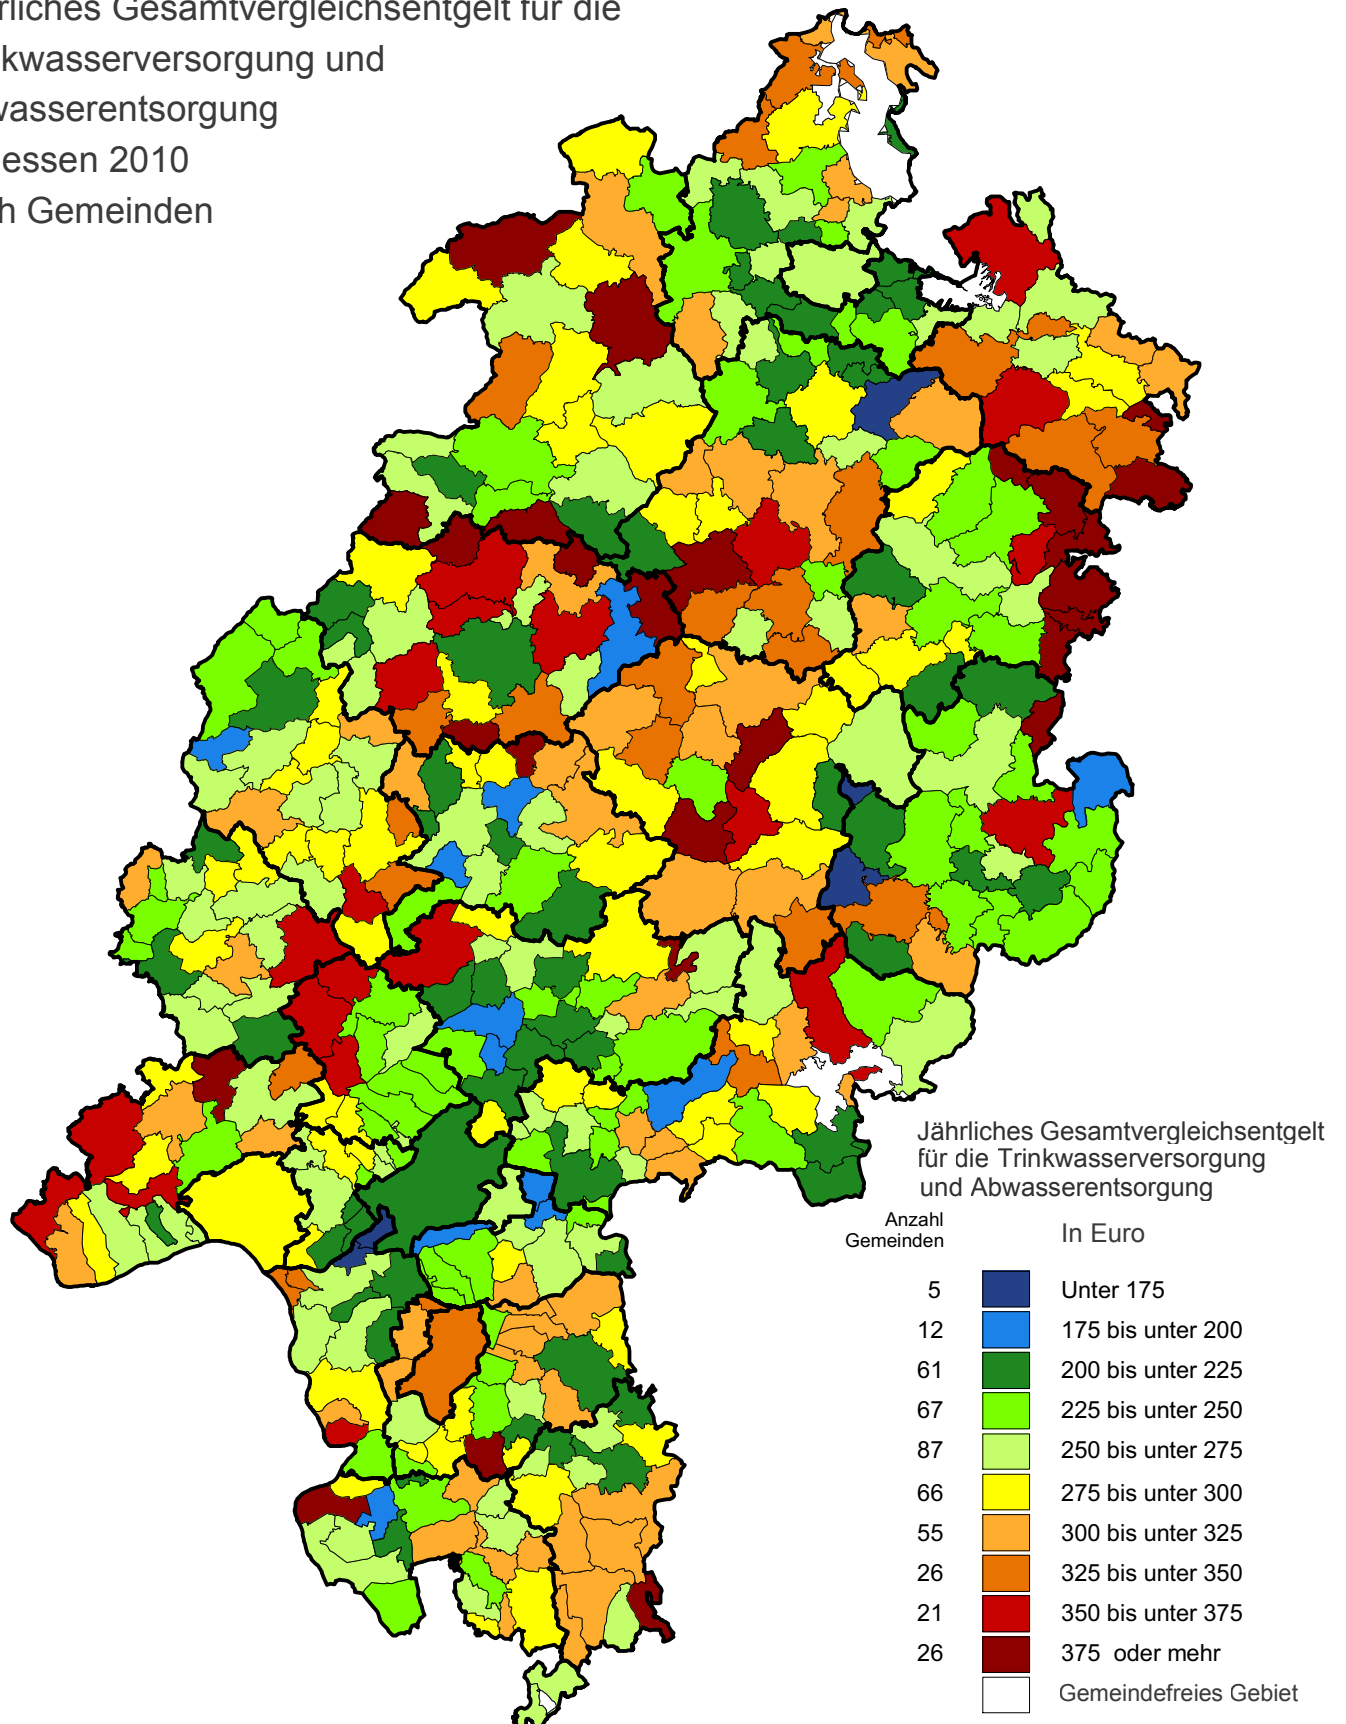 rliches Gesamtvergleichsentgelt für die
kwasserversorgung und
wasserentsorgung
essen 2010
h Gemeinden
Jährliches Gesamtvergleichsentgelt
für die Trinkwasserversorgung
und Abwasserentsorgung
Anzahl
Gemeinden
In Euro
5 Unter 175
12 175 bis unter 200
61 200 bis unter 225
67 225 bis unter 250
87 250 bis unter 275
66 275 bis unter 300
55 300 bis unter 325
26 325 bis unter 350
21 350 bis unter 375
26 375 oder mehr
Gemeindefreies Gebiet